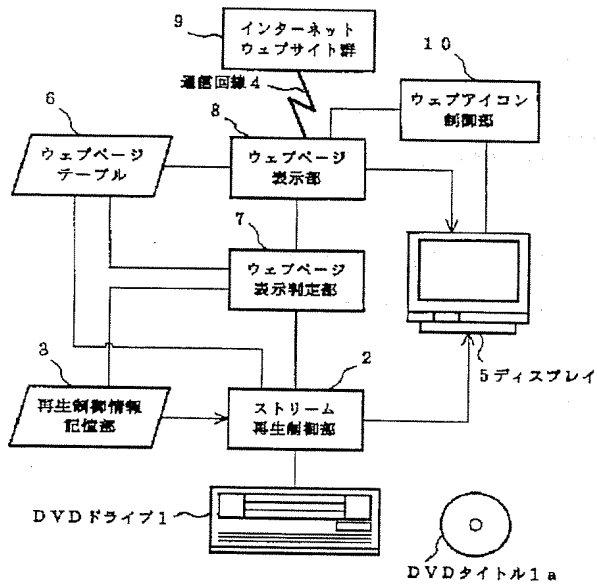 9
インターネット
ウェブサイト群
通信回線4
10
ウェブアイコン
制御部
6
ウェブページ
テーブル
8
ウェブページ
表示部
7
ウェブページ
表示判定部
3
再生制御情報
記憶部
2
ストリーム
再生制御部
5ディスプレイ
DVDドライブ1
DVDタイトル1a